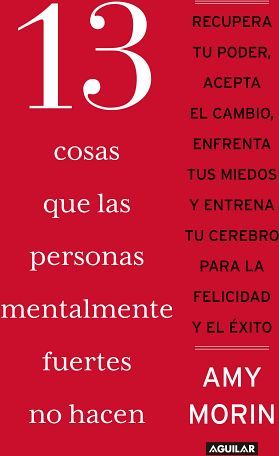 13
cosas
que las
personas
mentalmente
fuertes
no hacen
RECUPERA
TU PODER,
ACEPTA
EL CAMBIO,
ENFRENTA
TUS MIEDOS
Y ENTRENA
TU CEREBRO
PARA LA
FELICIDAD
Y EL ÉXITO
AMY
MORIN
AGUILAR